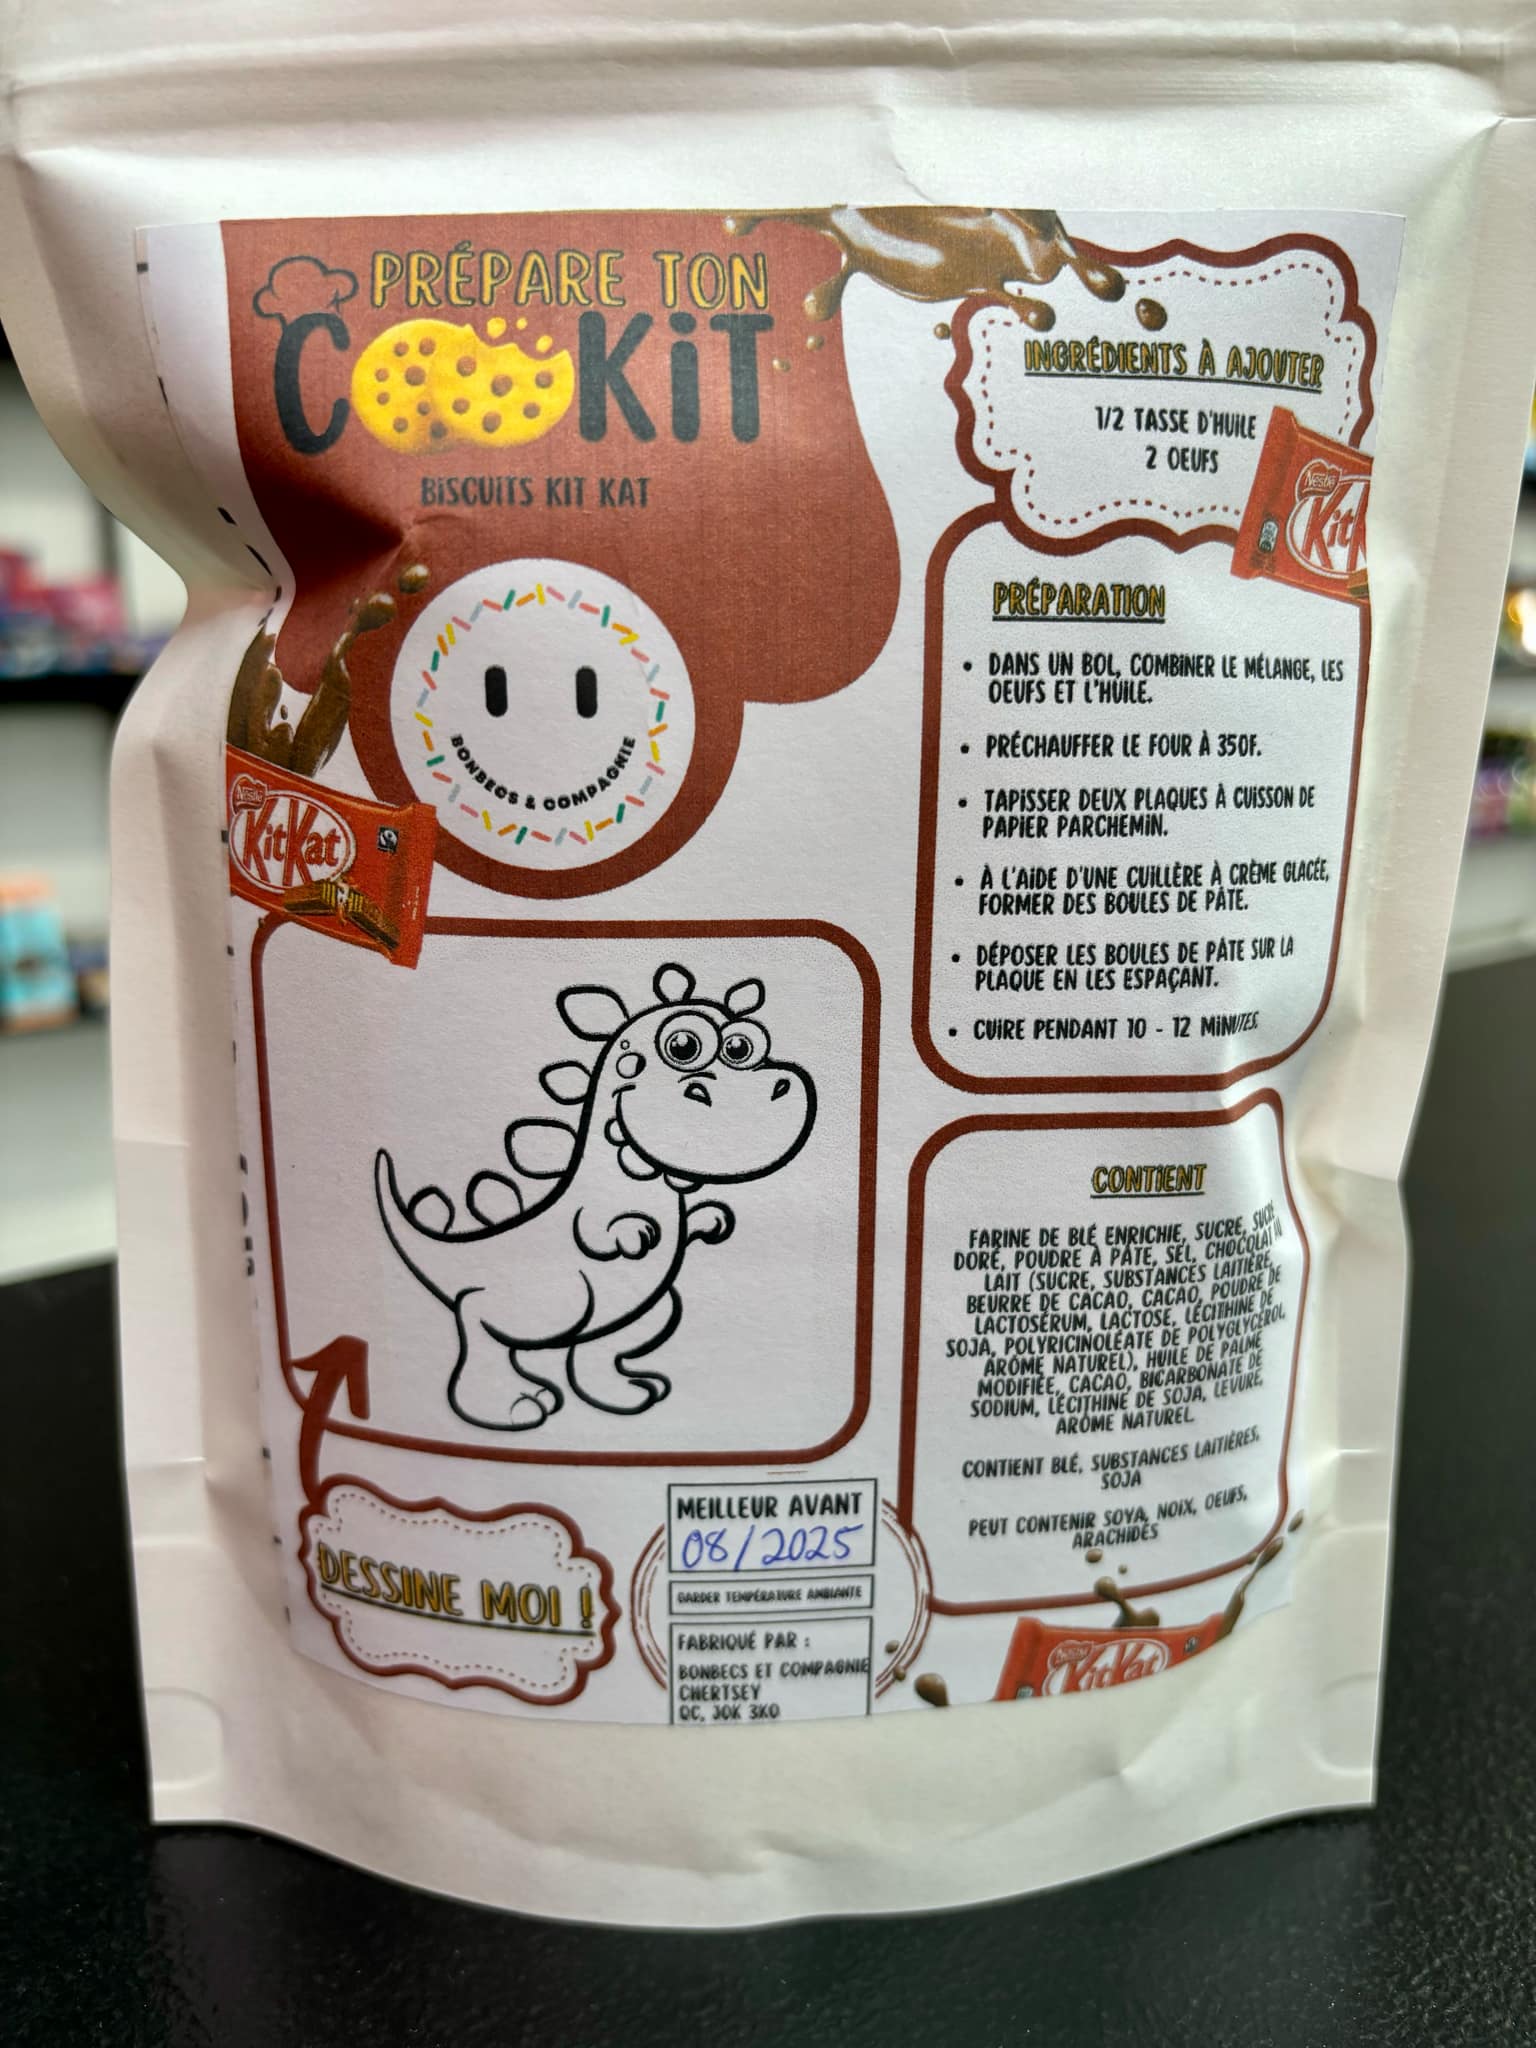 PRÉPARE TON
COOKiT
BiSCUiTS KIT KAT
BONBECS & COMPAGNIE
Nestlé
KitKat
INGRÉDIENTS À AJOUTER
1/2 TASSE D'HUiLE
2 OEUFS
Nestlé
PRÉPARATION
• DANS UN BOL, COMBiNER LE MÉLANGE, LES
OEUFS ET L'HUiLE.
• PRÉCHAUFFER LE FOUR À 350F.
• TAPiSSER DEUX PLAQUES À CUiSSON DE
PAPiER PARCHEMiN.
• À L'AiDE D'UNE CUiLLÈRE À CRÈME GLACÉE,
FORMER DES BOULES DE PÂTE.
• DÉPOSER LES BOULES DE PÂTE SUR LA
PLAQUE EN LES ESPAÇANT.
• CUiRE PENDANT 10 - 12 MiNUTES.
CONTiENT
FARiNE DE BLÉ ENRiCHiE, SUCRE, SUCRE
DORÉ, POUDRE À PÂTE, SEL, CHOCOLAT AU
LAiT (SUCRE, SUBSTANCES LAiTiÈRE,
BEURRE DE CACAO, CACAO, POUDRE DE
LACTOSÉRUM, LACTOSE, LÉCiTHiNE DE
SOJA, POLYRiCiNOLÉATE DE POLYGLYCÉROL,
ARÔME NATUREL), HUiLE DE PALME
MODiFiÉE, CACAO, BiCARBONATE DE
SODiUM, LÉCiTHiNE DE SOJA, LEVURE,
ARÔME NATUREL
CONTiENT BLÉ, SUBSTANCES LAiTiÈRES,
SOJA
PEUT CONTENiR SOYA, NOiX, OEUFS,
ARACHiDES
DESSINE MOI !
MEILLEUR AVANT
08/2025
GARDER TEMPÉRATURE AMBIANTE
FABRIQUÉ PAR :
BONBECS ET COMPAGNIE
CHERTSEY
QC, J0K 3K0
KitKat